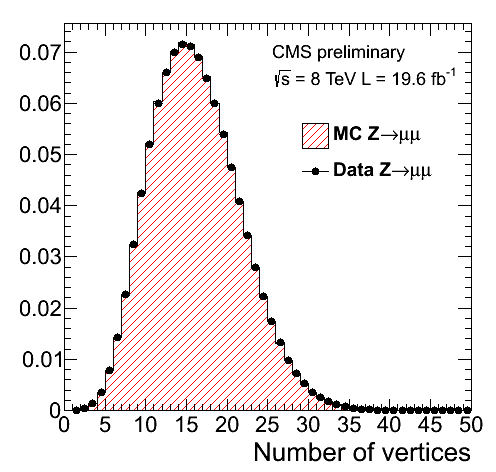 CMS preliminary
√s = 8 TeV L = 19.6 fb⁻¹
MC Z→μμ
Data Z→μμ
0.07
0.06
0.05
0.04
0.03
0.02
0.01
0
0 5 10 15 20 25 30 35 40 45 50
Number of vertices